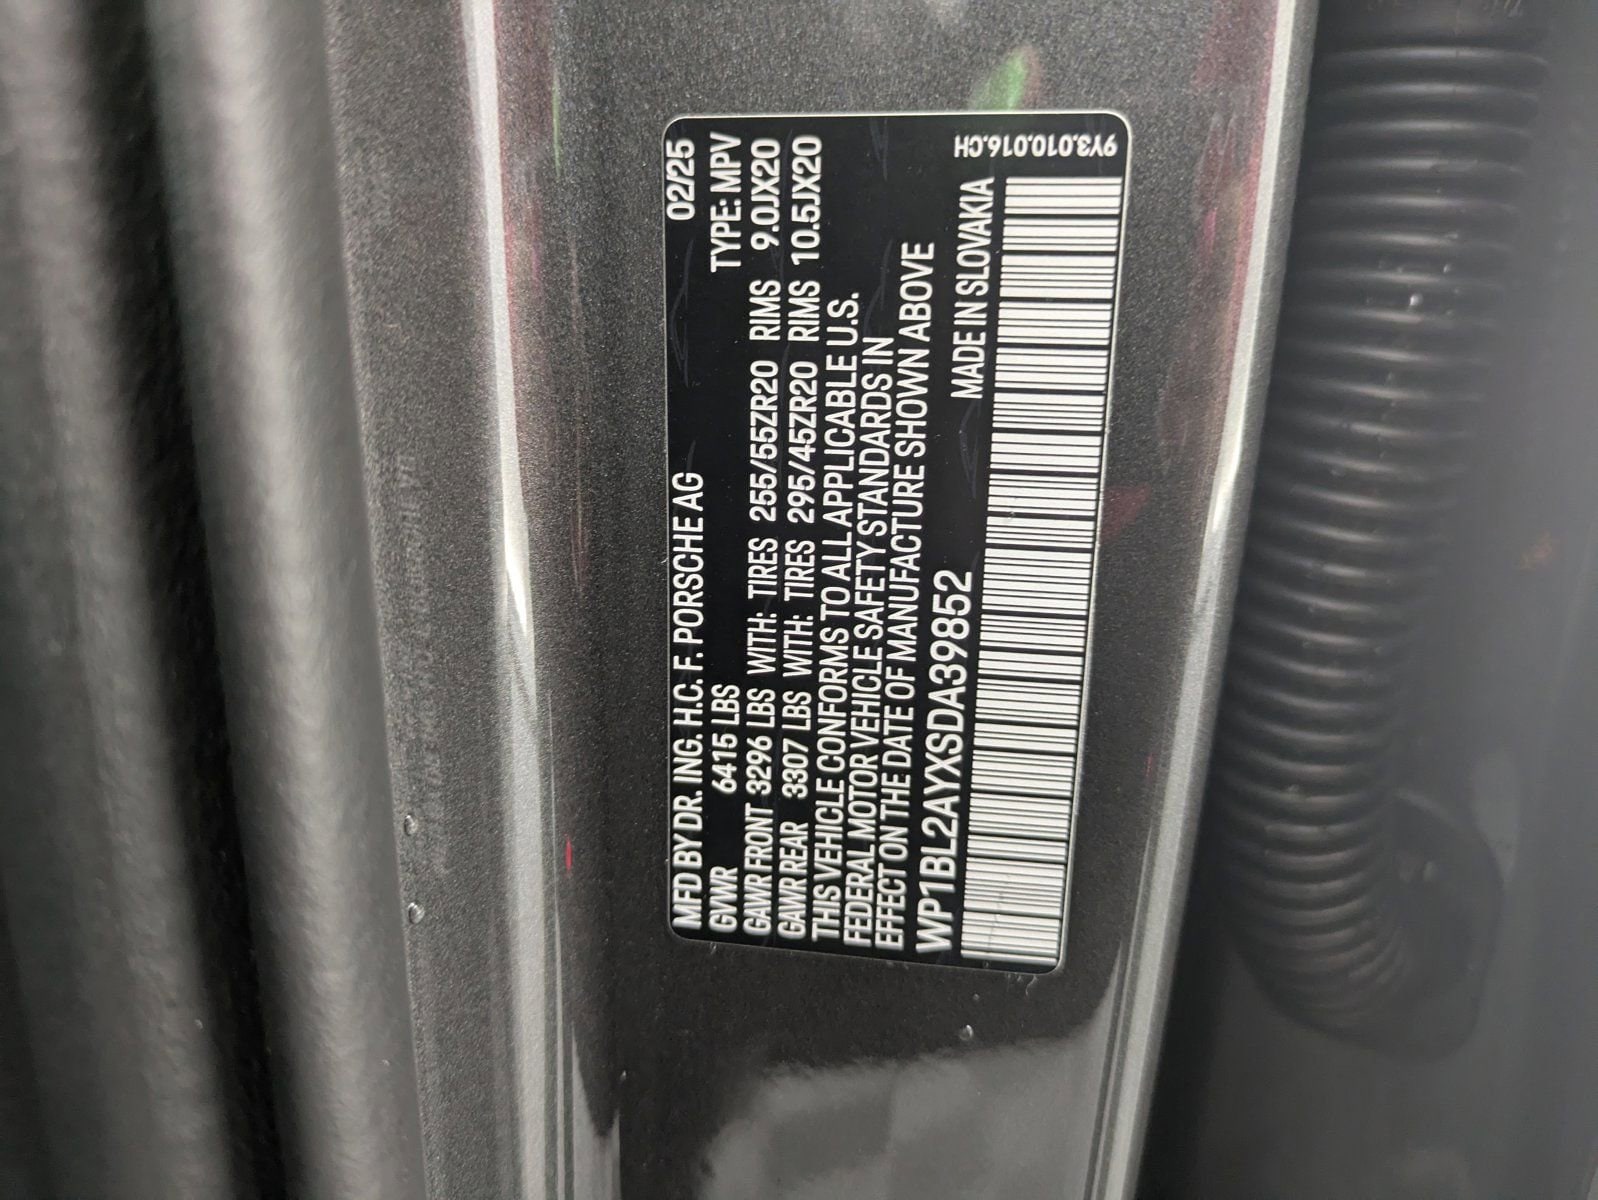 MFD BY DR. ING. H.C. F. PORSCHE AG 02/25
GVWR 6415 LBS TYPE: MPV
GAWR FRONT 3296 LBS WITH: TIRES 255/55ZR20 RIMS 9.0JX20
GAWR REAR 3307 LBS WITH: TIRES 295/45ZR20 RIMS 10.5JX20
THIS VEHICLE CONFORMS TO ALL APPLICABLE U.S.
FEDERAL MOTOR VEHICLE SAFETY STANDARDS IN
EFFECT ON THE DATE OF MANUFACTURE SHOWN ABOVE
WP1BL2AYXSDA39852
MADE IN SLOVAKIA
9Y3.010.016.CH